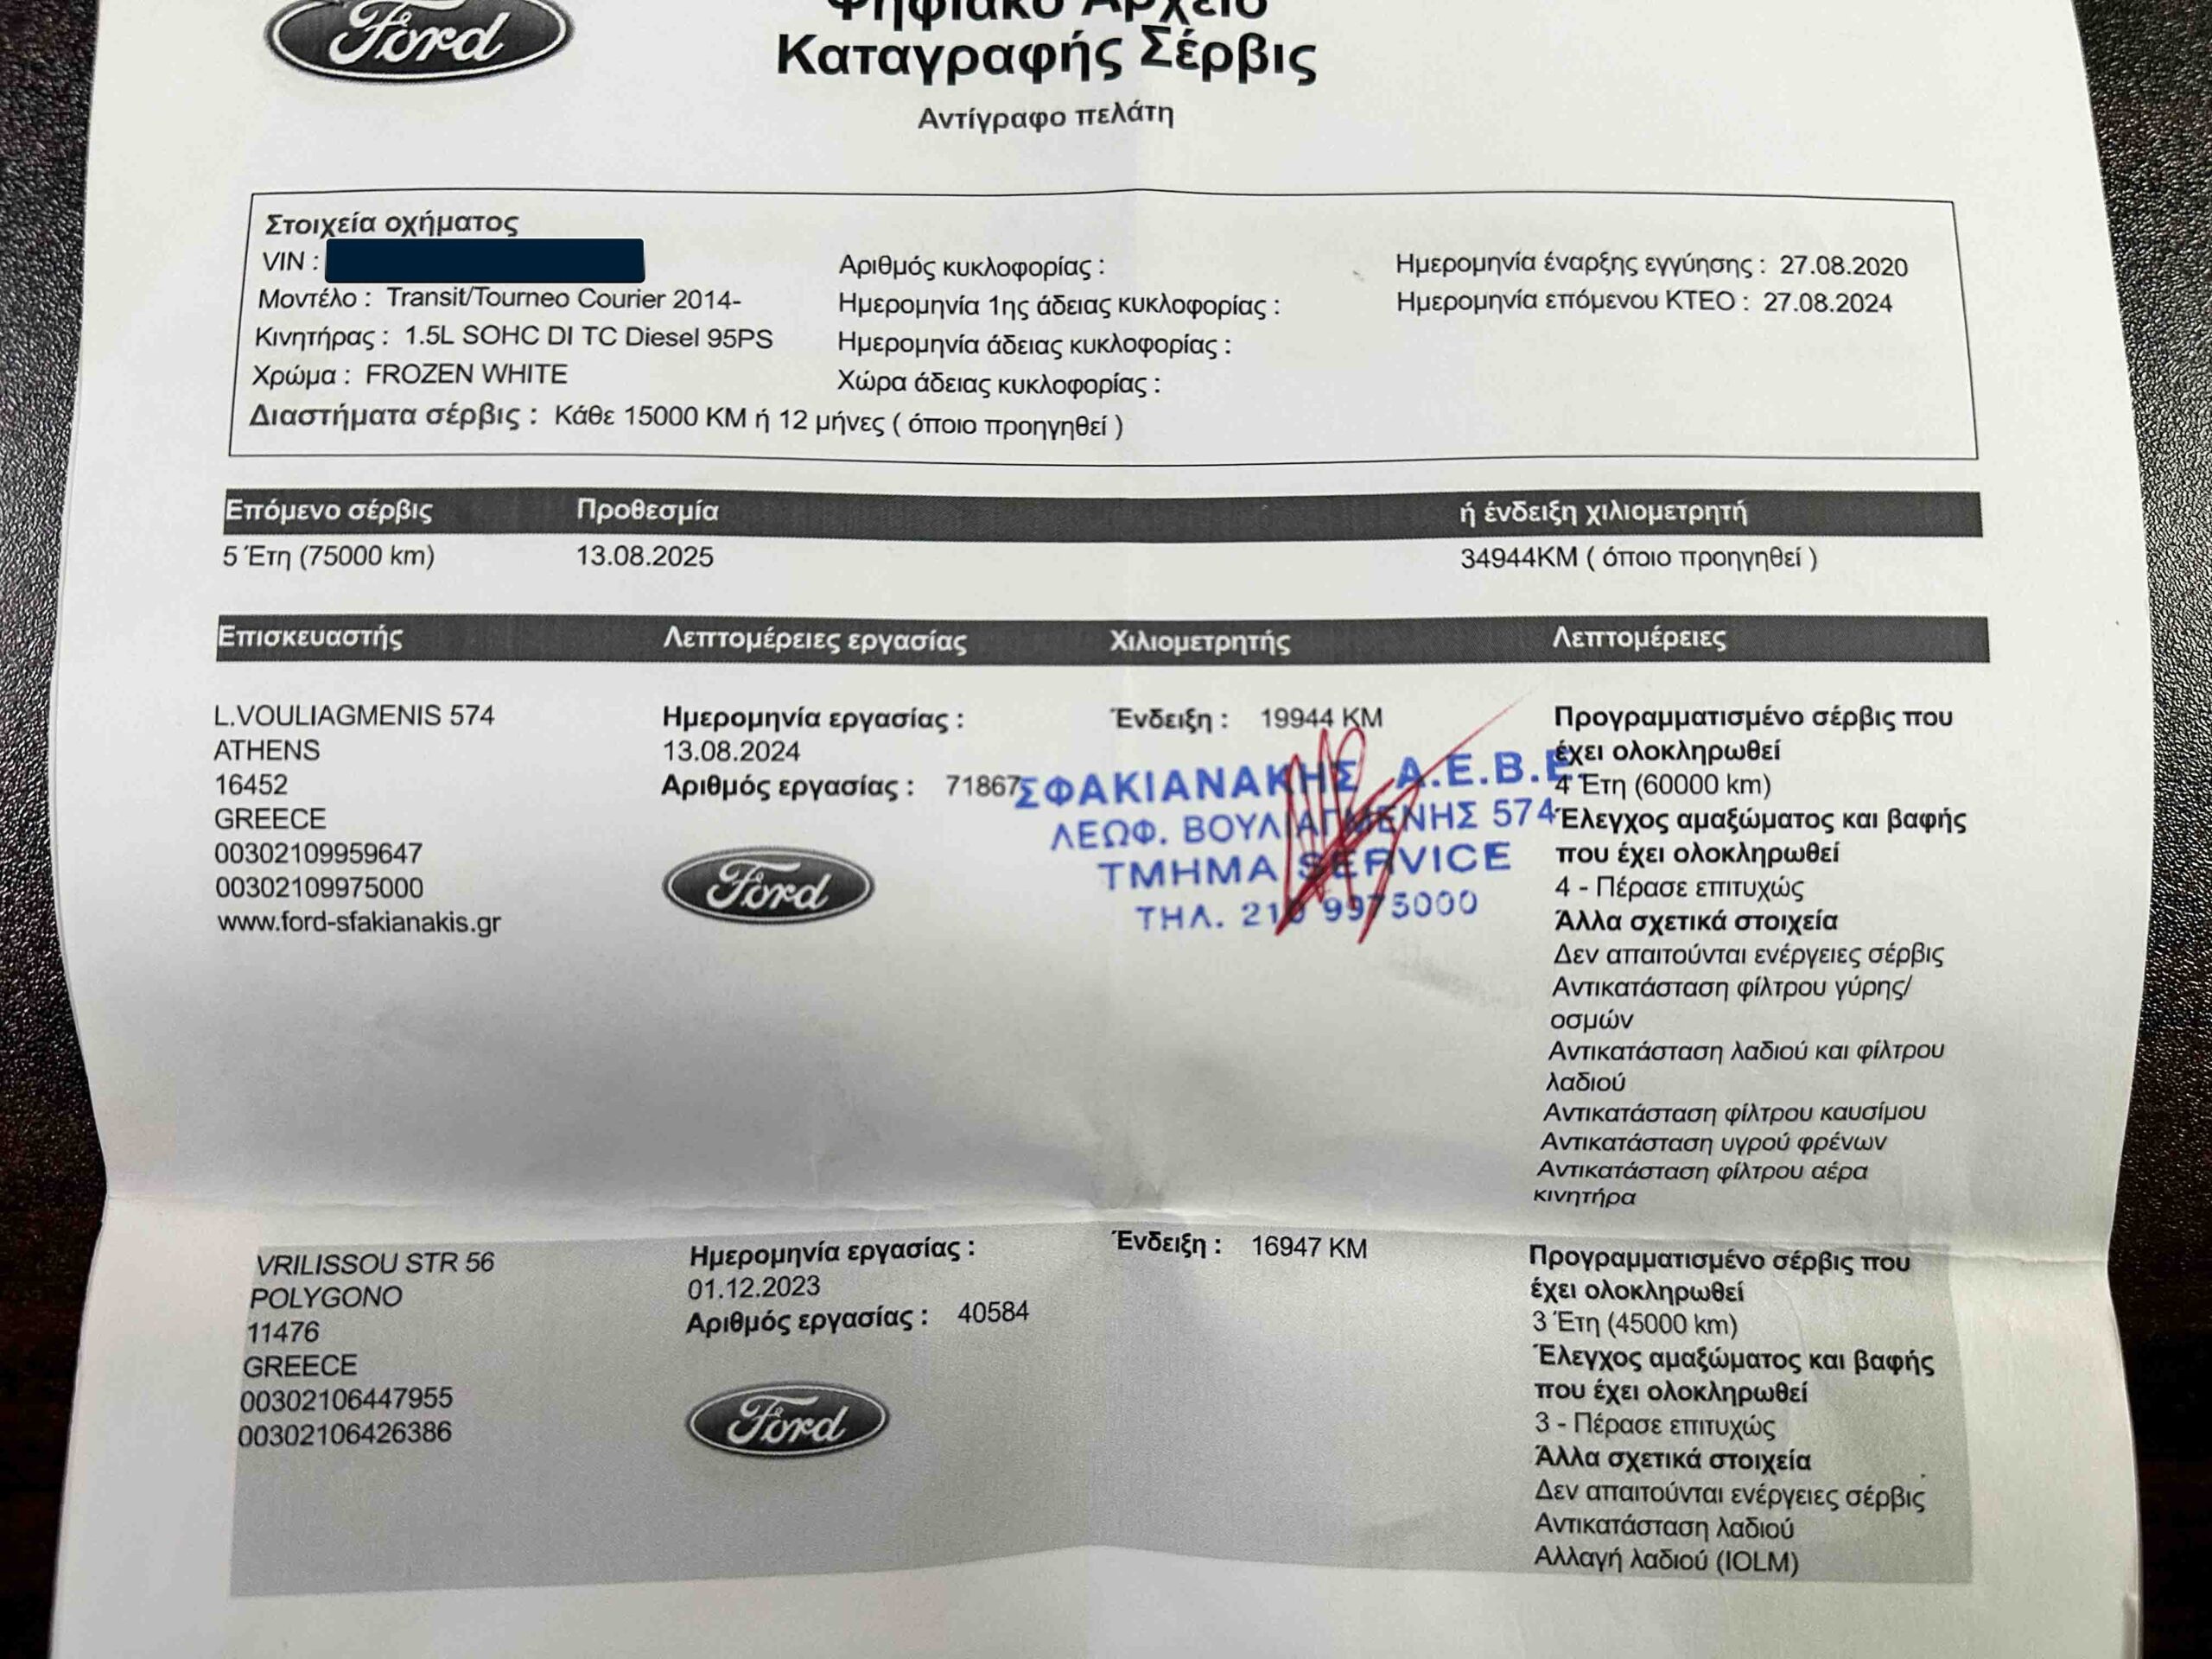 Ford
Ψηφιακό Αρχείο
Καταγραφής Σέρβις
Αντίγραφο πελάτη
Στοιχεία οχήματος
VIN :
Μοντέλο : Transit/Tourneo Courier 2014-
Κινητήρας : 1.5L SOHC DI TC Diesel 95PS
Χρώμα : FROZEN WHITE
Διαστήματα σέρβις : Κάθε 15000 KM ή 12 μήνες ( όποιο προηγηθεί )
Αριθμός κυκλοφορίας :
Ημερομηνία 1ης άδειας κυκλοφορίας :
Ημερομηνία άδειας κυκλοφορίας :
Χώρα άδειας κυκλοφορίας :
Ημερομηνία έναρξης εγγύησης : 27.08.2020
Ημερομηνία επόμενου ΚΤΕΟ : 27.08.2024
Επόμενο σέρβις Προθεσμία ή ένδειξη χιλιομετρητή
5 Έτη (75000 km) 13.08.2025 34944KM ( όποιο προηγηθεί )
Επισκευαστής Λεπτομέρειες εργασίας Χιλιομετρητής Λεπτομέρειες
L.VOULIAGMENIS 574
ATHENS
16452
GREECE
00302109959647
00302109975000
www.ford-sfakianakis.gr
Ημερομηνία εργασίας :
13.08.2024
Αριθμός εργασίας : 71867
Ford
Ένδειξη : 19944 KM
ΣΦΑΚΙΑΝΑΚΗΣ Α.Ε.Β.Ε.
ΛΕΩΦ. ΒΟΥΛΙΑΓΜΕΝΗΣ 574
ΤΜΗΜΑ SERVICE
ΤΗΛ. 210 9975000
Προγραμματισμένο σέρβις που
έχει ολοκληρωθεί
4 Έτη (60000 km)
Έλεγχος αμαξώματος και βαφής
που έχει ολοκληρωθεί
4 - Πέρασε επιτυχώς
Άλλα σχετικά στοιχεία
Δεν απαιτούνται ενέργειες σέρβις
Αντικατάσταση φίλτρου γύρης/
οσμών
Αντικατάσταση λαδιού και φίλτρου
λαδιού
Αντικατάσταση φίλτρου καυσίμου
Αντικατάσταση υγρού φρένων
Αντικατάσταση φίλτρου αέρα
κινητήρα
VRILISSOU STR 56
POLYGONO
11476
GREECE
00302106447955
00302106426386
Ημερομηνία εργασίας :
01.12.2023
Αριθμός εργασίας : 40584
Ford
Ένδειξη : 16947 KM
Προγραμματισμένο σέρβις που
έχει ολοκληρωθεί
3 Έτη (45000 km)
Έλεγχος αμαξώματος και βαφής
που έχει ολοκληρωθεί
3 - Πέρασε επιτυχώς
Άλλα σχετικά στοιχεία
Δεν απαιτούνται ενέργειες σέρβις
Αντικατάσταση λαδιού
Αλλαγή λαδιού (IOLM)